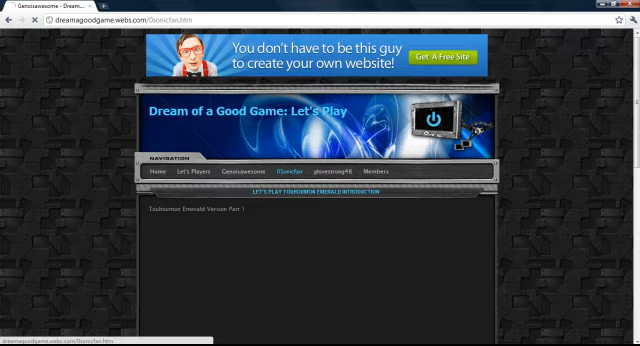 Genoisawesome - Dream...
dreamagoodgame.webs.com/0sonicfan.htm
You don't have to be this guy
to create your own website!
Get A Free Site
Dream of a Good Game: Let's Play
NAVIGATION
Home Let's Players Genoisawesome 0Sonicfan glovestrong48 Members
LET'S PLAY TOUHOUMON EMERALD INTRODUCTION
Touhoumon Emerald Version Part 1
dreamagoodgame.webs.com/0sonicfan.htm